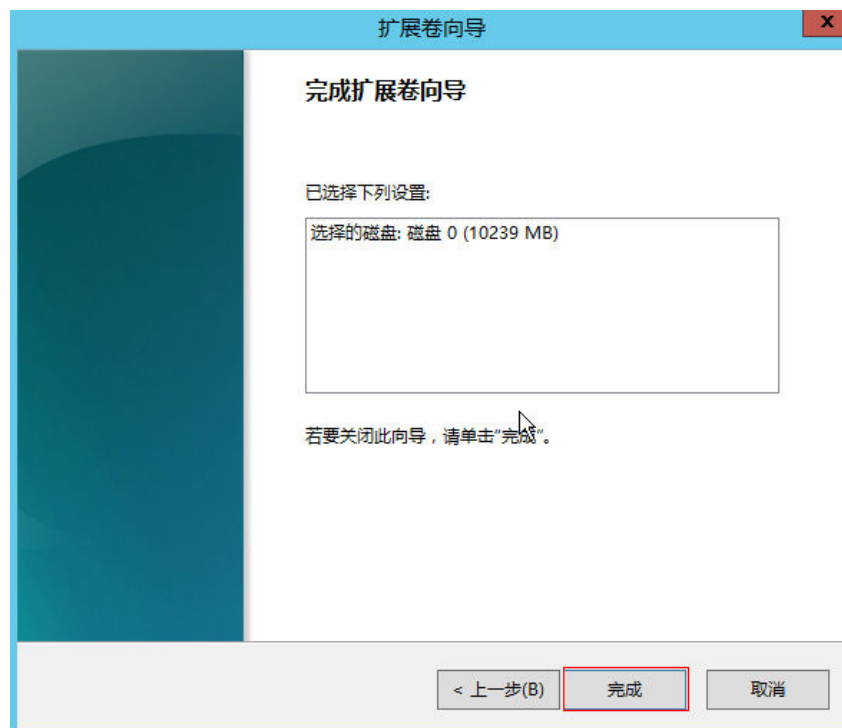 扩展卷向导
x
完成扩展卷向导
已选择下列设置:
选择的磁盘: 磁盘 0 (10239 MB)
若要关闭此向导，请单击"完成"。
< 上一步(B) 完成 取消